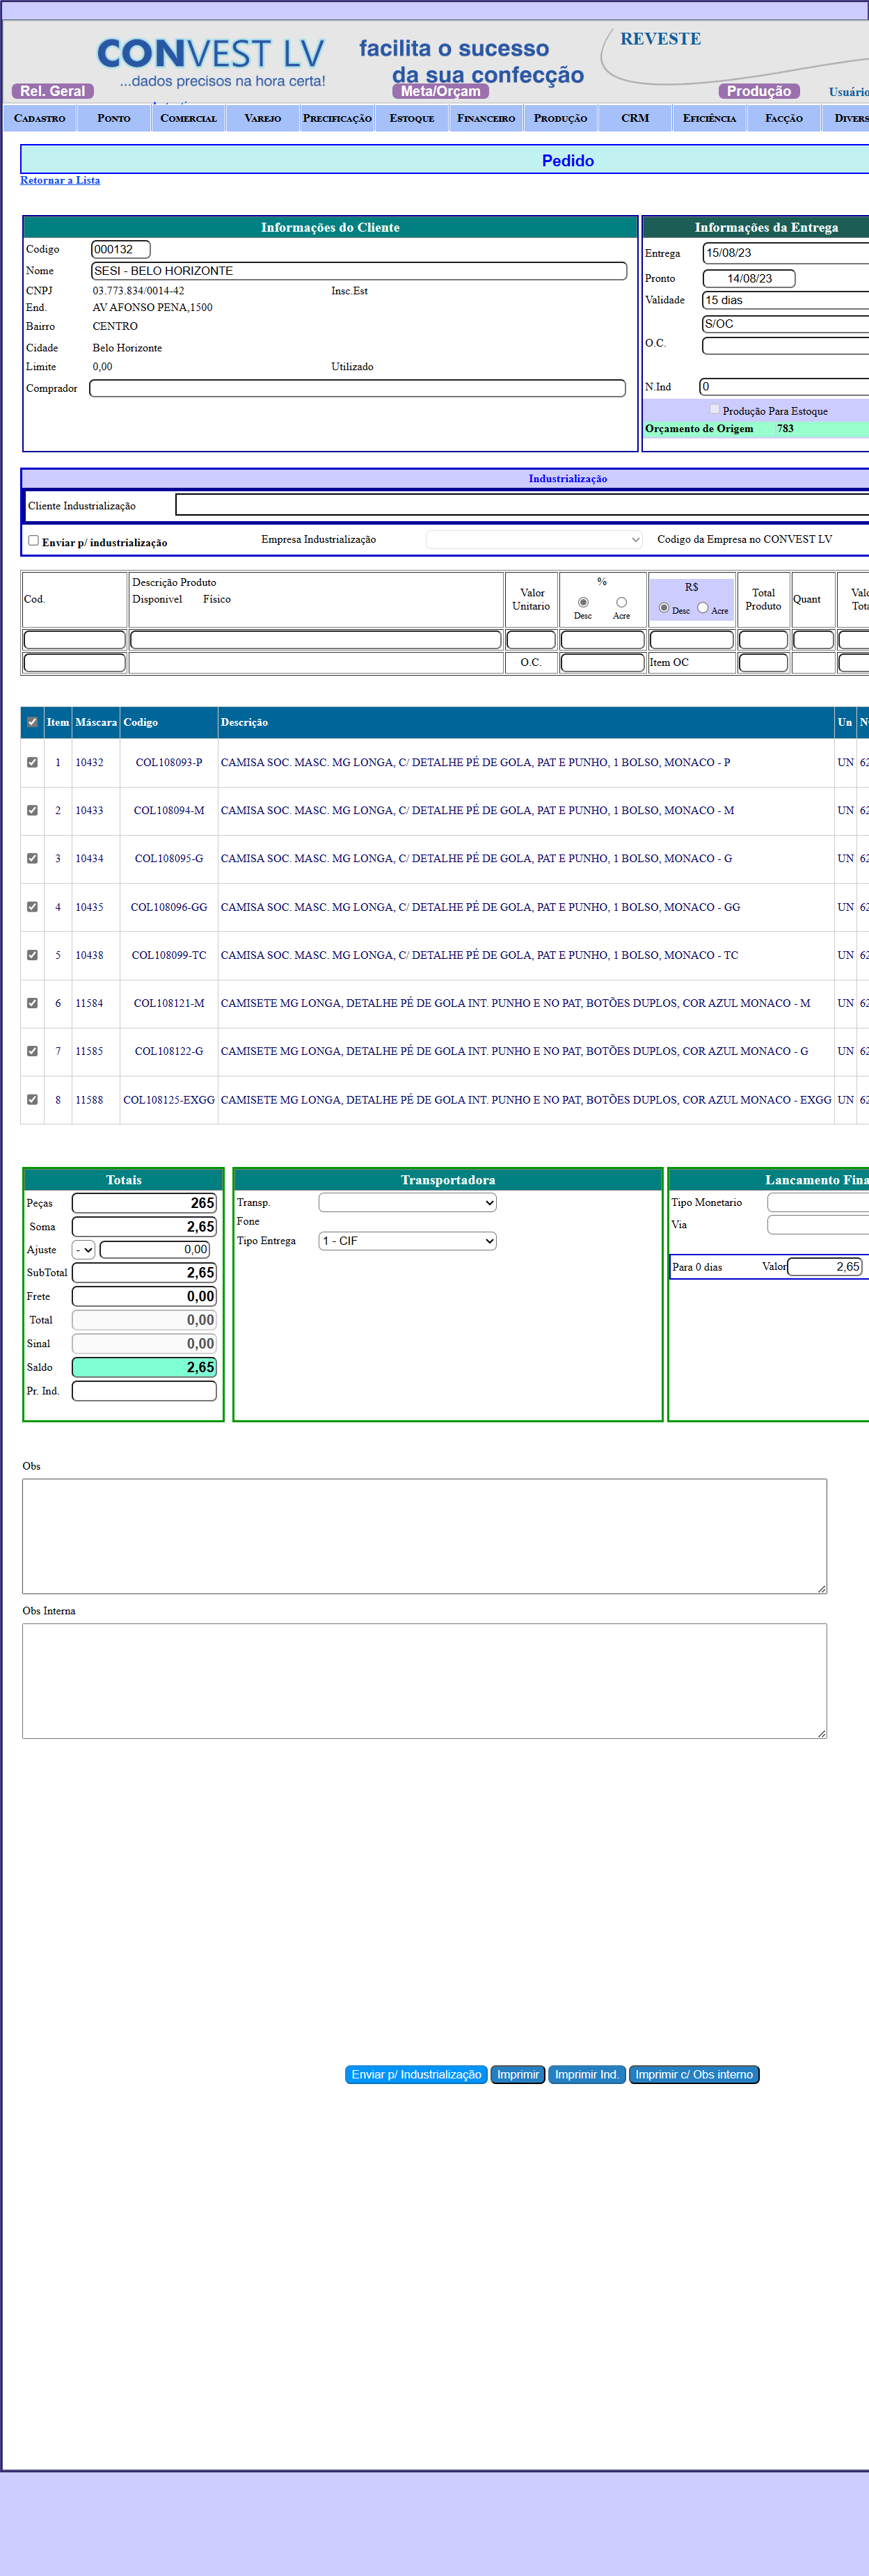 CONVEST LV
...dados precisos na hora certa!
facilita o sucesso
da sua confecção
REVESTE
Rel. Geral
Meta/Orçam
Produção
Usuário
CADASTRO PONTO COMERCIAL VAREJO PRECIFICAÇÃO ESTOQUE FINANCEIRO PRODUÇÃO CRM EFICIÊNCIA FACÇÃO DIVERS
Pedido
Retornar a Lista
Informações do Cliente
Codigo 000132
Nome SESI - BELO HORIZONTE
CNPJ 03.773.834/0014-42 Insc.Est
End. AV AFONSO PENA,1500
Bairro CENTRO
Cidade Belo Horizonte
Limite 0,00 Utilizado
Comprador
Informações da Entrega
Entrega 15/08/23
Pronto 14/08/23
Validade 15 dias
S/OC
O.C.
N.Ind 0
Produção Para Estoque
Orçamento de Origem 783
Industrialização
Cliente Industrialização
Enviar p/ industrialização Empresa Industrialização Codigo da Empresa no CONVEST LV
Cod.
Descrição Produto
Disponivel Físico
Valor Unitario
%
Desc Acre
R$
Desc Acre
Total Produto
Quant
O.C. Item OC
Item Máscara Codigo Descrição Un
1 10432 COL108093-P CAMISA SOC. MASC. MG LONGA, C/ DETALHE PÉ DE GOLA, PAT E PUNHO, 1 BOLSO, MONACO - P UN 62
2 10433 COL108094-M CAMISA SOC. MASC. MG LONGA, C/ DETALHE PÉ DE GOLA, PAT E PUNHO, 1 BOLSO, MONACO - M UN 62
3 10434 COL108095-G CAMISA SOC. MASC. MG LONGA, C/ DETALHE PÉ DE GOLA, PAT E PUNHO, 1 BOLSO, MONACO - G UN 62
4 10435 COL108096-GG CAMISA SOC. MASC. MG LONGA, C/ DETALHE PÉ DE GOLA, PAT E PUNHO, 1 BOLSO, MONACO - GG UN 62
5 10438 COL108099-TC CAMISA SOC. MASC. MG LONGA, C/ DETALHE PÉ DE GOLA, PAT E PUNHO, 1 BOLSO, MONACO - TC UN 62
6 11584 COL108121-M CAMISETE MG LONGA, DETALHE PÉ DE GOLA INT. PUNHO E NO PAT, BOTÕES DUPLOS, COR AZUL MONACO - M UN 62
7 11585 COL108122-G CAMISETE MG LONGA, DETALHE PÉ DE GOLA INT. PUNHO E NO PAT, BOTÕES DUPLOS, COR AZUL MONACO - G UN 62
8 11588 COL108125-EXGG CAMISETE MG LONGA, DETALHE PÉ DE GOLA INT. PUNHO E NO PAT, BOTÕES DUPLOS, COR AZUL MONACO - EXGG UN 62
Totais
Peças 265
Soma 2,65
Ajuste - 0,00
SubTotal 2,65
Frete 0,00
Total 0,00
Sinal 0,00
Saldo 2,65
Pr. Ind.
Transportadora
Transp.
Fone
Tipo Entrega 1 - CIF
Lancamento Fina
Tipo Monetario
Via
Para 0 dias Valor 2,65
Obs
Obs Interna
Enviar p/ Industrialização Imprimir Imprimir Ind. Imprimir c/ Obs interno